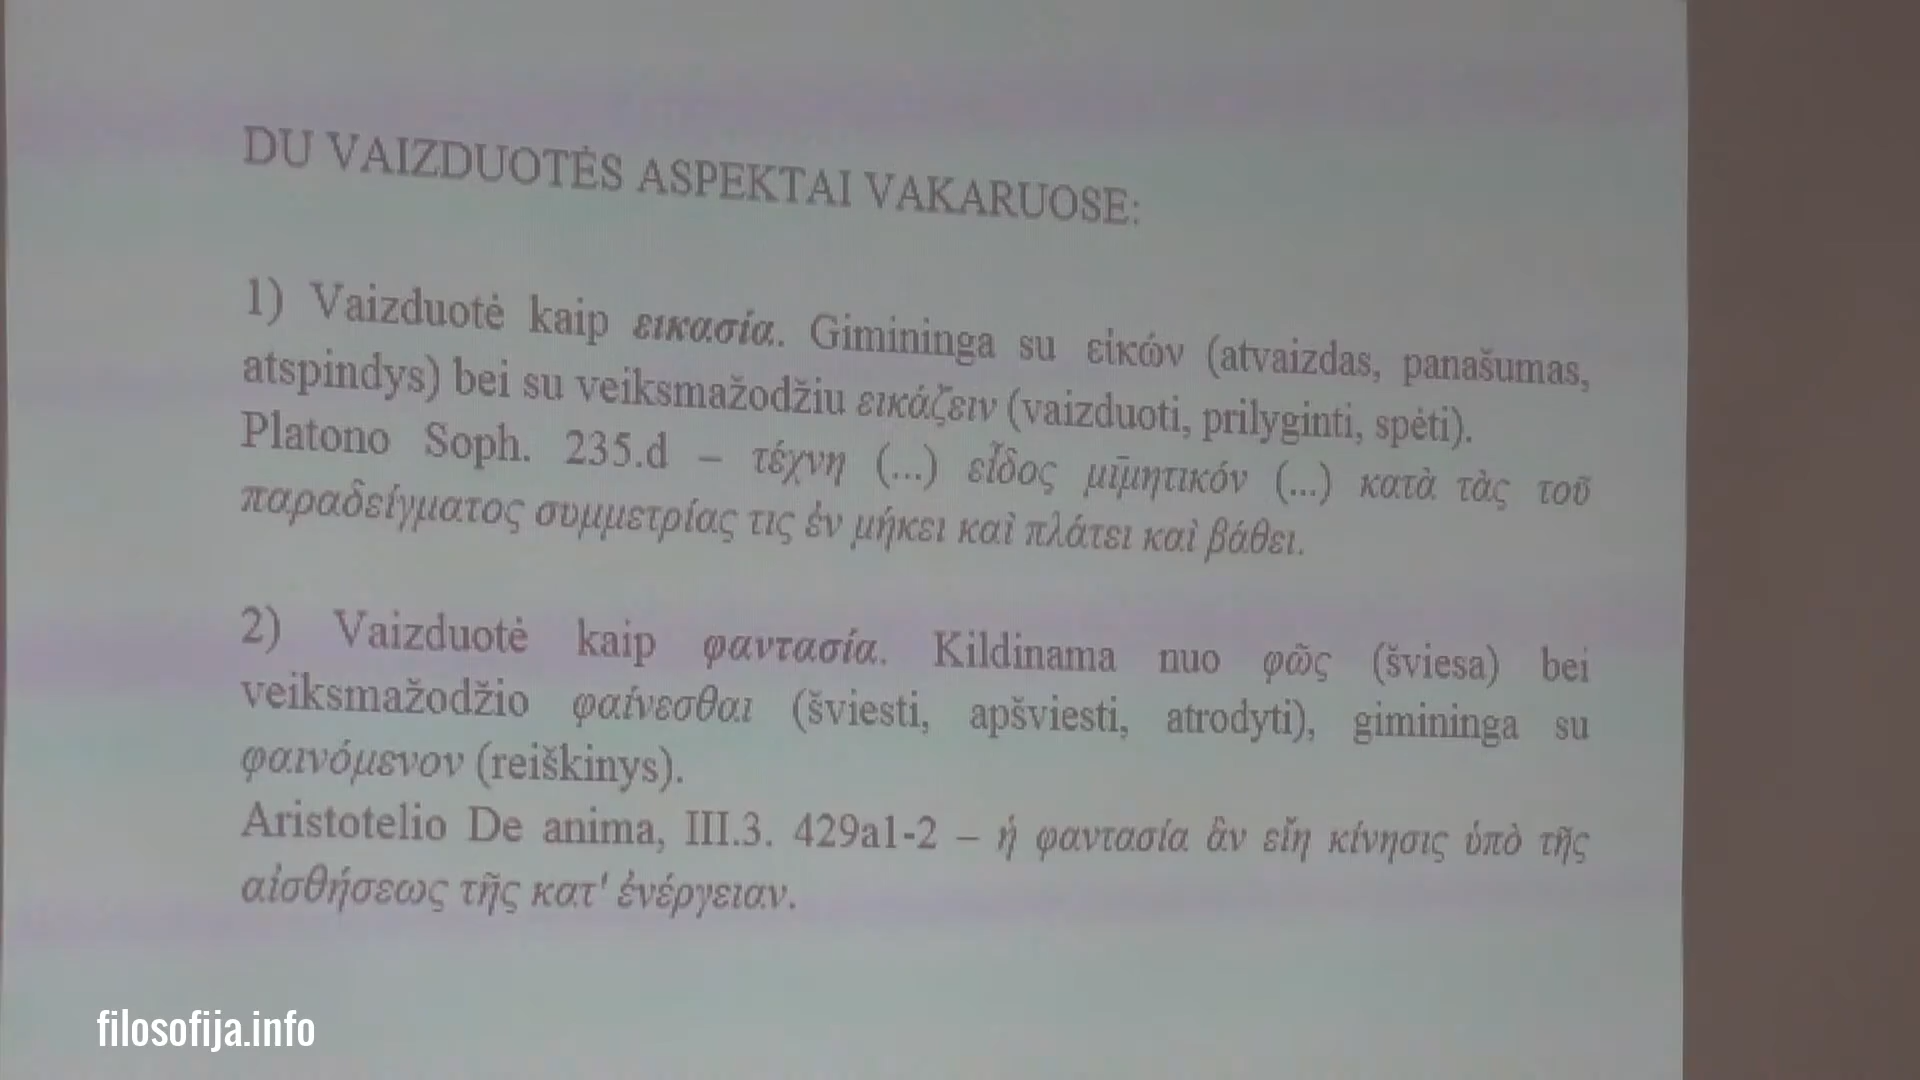 DU VAIZDUOTĖS ASPEKTAI VAKARUOSE:
1) Vaizduotė kaip εικασία. Gimininga su εἰκών (atvaizdas, panašumas,
atspindys) bei su veiksmažodžiu εικάζειν (vaizduoti, prilyginti, spėti).
Platono Soph. 235.d – τέχνη (...) εἶδος μῑμητικόν (...) κατὰ τὰς τοῦ
παραδείγματος συμμετρίας τις ἐν μήκει καὶ πλάτει καὶ βάθει.
2) Vaizduotė kaip φαντασία. Kildinama nuo φῶς (šviesa) bei
veiksmažodžio φαίνεσθαι (šviesti, apšviesti, atrodyti), gimininga su
φαινόμενον (reiškinys).
Aristotelio De anima, III.3. 429a1-2 – ἡ φαντασία ἂν εἴη κίνησις ὑπὸ τῆς
αἰσθήσεως τῆς κατ' ἐνέργειαν.
filosofija.info